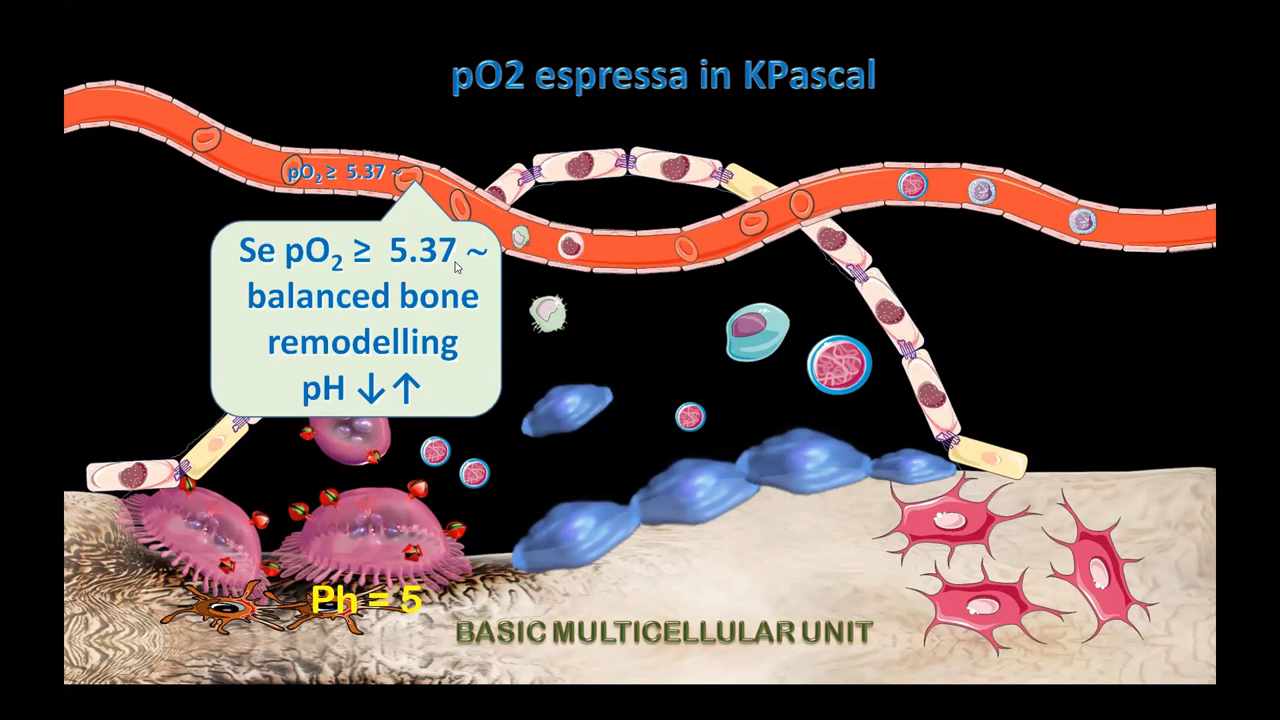 pO2 espressa in KPascal
pO₂ ≥ 5.37 ~
Se pO₂ ≥ 5.37 ~
balanced bone
remodelling
pH ↓↑
Ph = 5
BASIC MULTICELLULAR UNIT